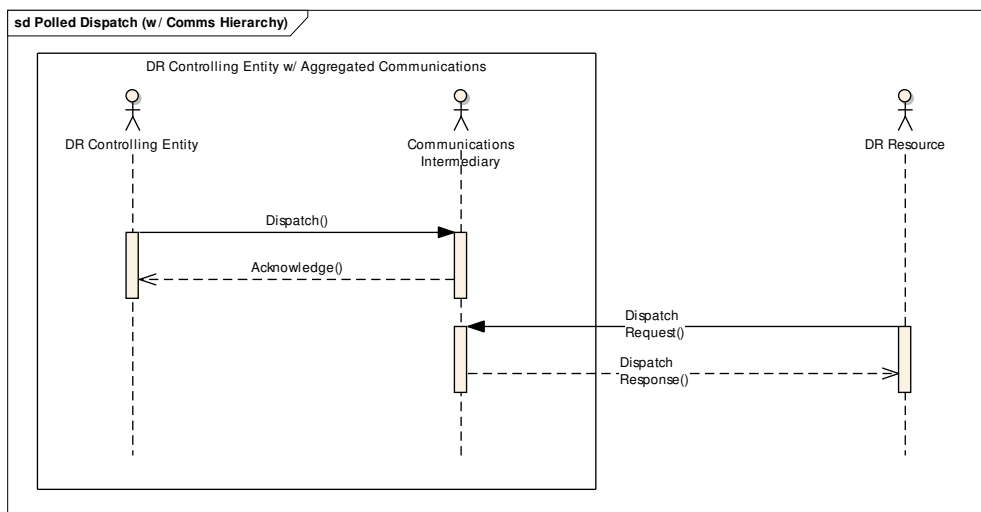 sd Polled Dispatch (w/ Comms Hierarchy)
DR Controlling Entity w/ Aggregated Communications
DR Controlling Entity
Communications
Intermediary
DR Resource
Dispatch()
Acknowledge()
Dispatch
Request()
Dispatch
Response()